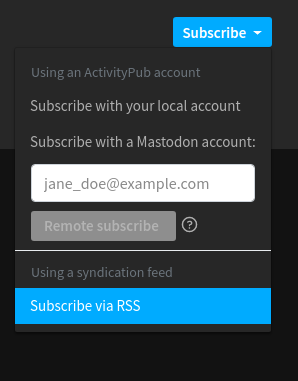 Subscribe
Using an ActivityPub account
Subscribe with your local account
Subscribe with a Mastodon account:
jane_doe@example.com
Remote subscribe ?
Using a syndication feed
Subscribe via RSS